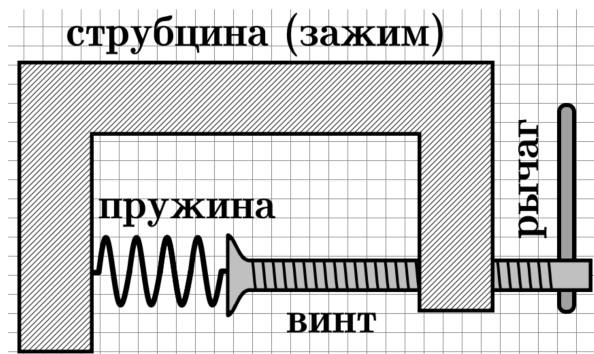 струбцина (зажим)
рычаг
пружина
винт